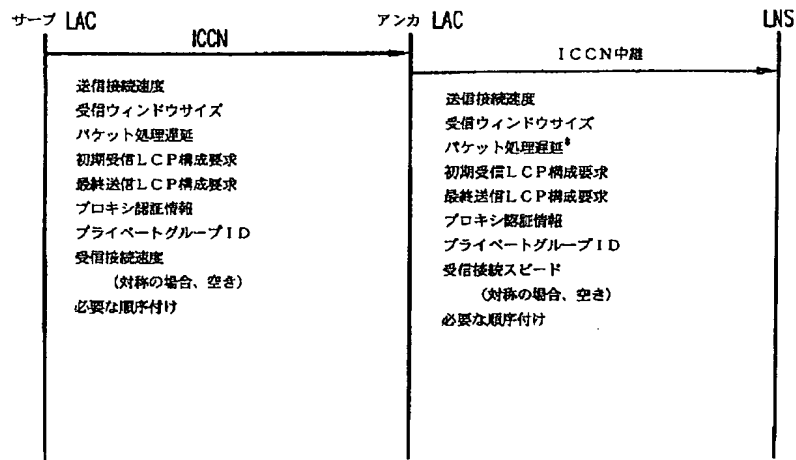 サーブ LAC
アンカ LAC
LNS
ICCN
ICCN中継
送信接続速度
受信ウィンドウサイズ
パケット処理遅延
初期受信LCP構成要求
最終送信LCP構成要求
プロキシ認証情報
プライベートグループID
受信接続速度
(対称の場合、空き)
必要な順序付け
送信接続速度
受信ウィンドウサイズ
パケット処理遅延*
初期受信LCP構成要求
最終送信LCP構成要求
プロキシ認証情報
プライベートグループID
受信接続スピード
(対称の場合、空き)
必要な順序付け